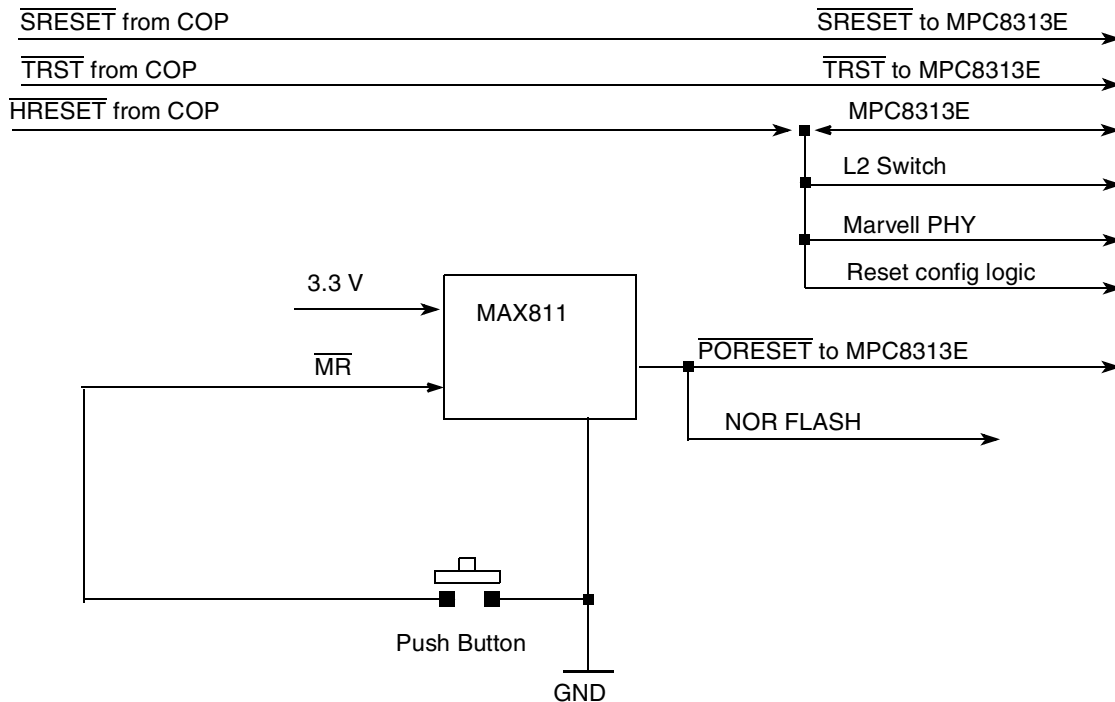 SRESET from COP
SRESET to MPC8313E
TRST from COP
TRST to MPC8313E
HRESET from COP
MPC8313E
L2 Switch
Marvell PHY
Reset config logic
3.3 V
MAX811
MR
PORESET to MPC8313E
NOR FLASH
Push Button
GND